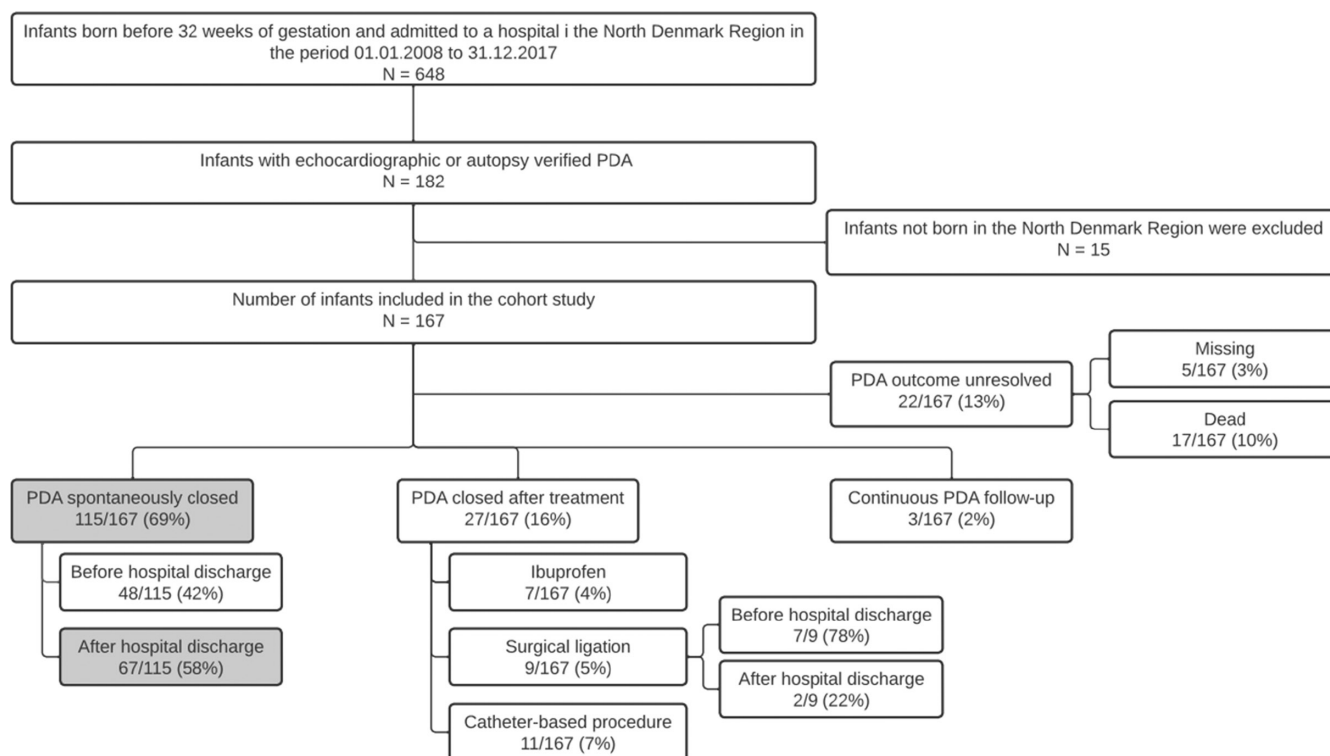 Infants born before 32 weeks of gestation and admitted to a hospital i the North Denmark Region in
the period 01.01.2008 to 31.12.2017
N = 648
Infants with echocardiographic or autopsy verified PDA
N = 182
Infants not born in the North Denmark Region were excluded
N = 15
Number of infants included in the cohort study
N = 167
PDA outcome unresolved
22/167 (13%)
Missing
5/167 (3%)
Dead
17/167 (10%)
PDA spontaneously closed
115/167 (69%)
Before hospital discharge
48/115 (42%)
After hospital discharge
67/115 (58%)
PDA closed after treatment
27/167 (16%)
Ibuprofen
7/167 (4%)
Surgical ligation
9/167 (5%)
Before hospital discharge
7/9 (78%)
After hospital discharge
2/9 (22%)
Catheter-based procedure
11/167 (7%)
Continuous PDA follow-up
3/167 (2%)